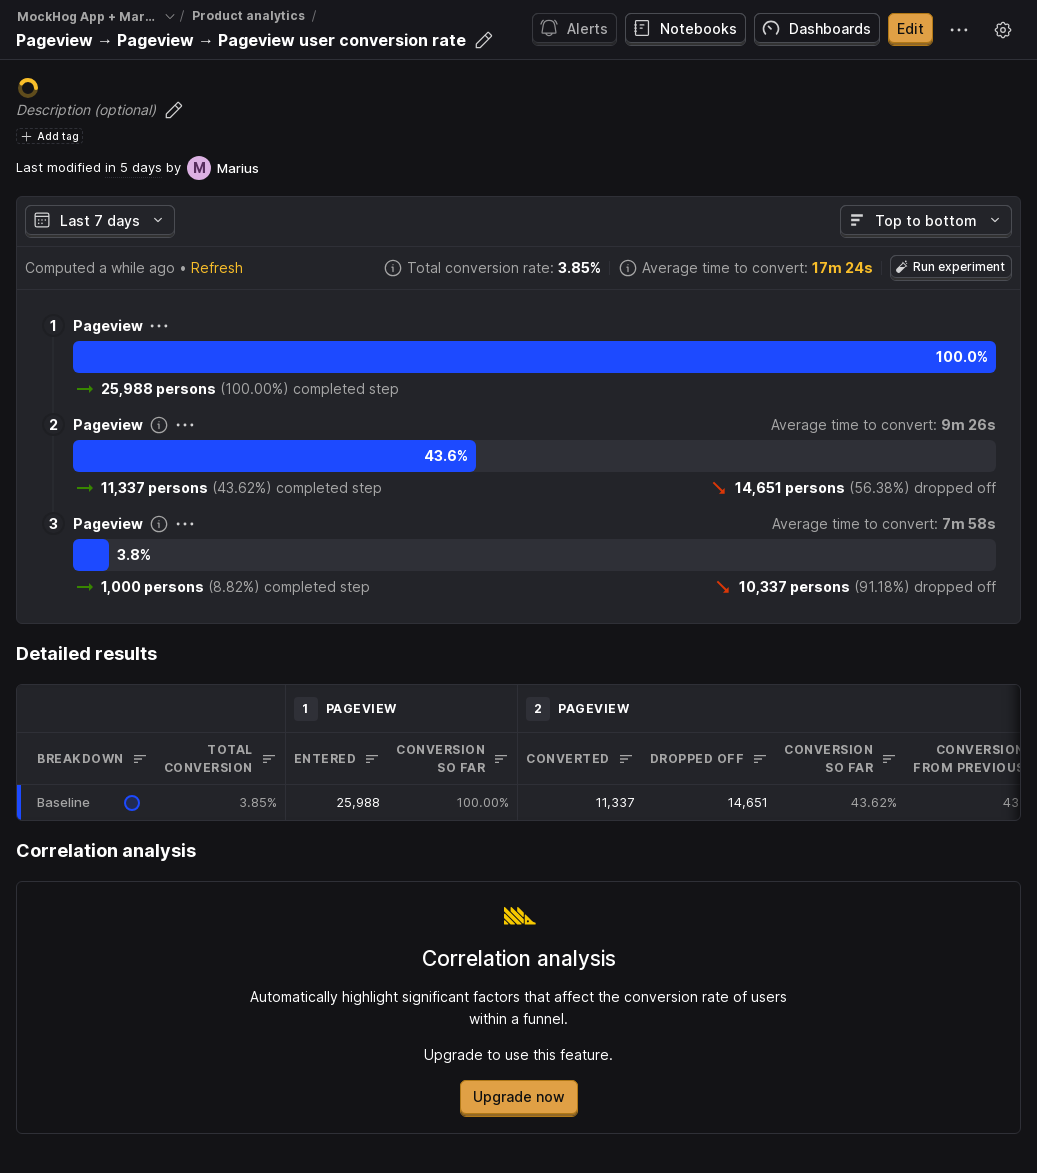 MockHog App + Mar... / Product analytics /
Pageview → Pageview → Pageview user conversion rate
Alerts
Notebooks
Dashboards
Edit
Description (optional)
Add tag
Last modified in 5 days by M Marius
Last 7 days
Top to bottom
Computed a while ago • Refresh
Total conversion rate: 3.85%
Average time to convert: 17m 24s
Run experiment
1 Pageview
100.0%
25,988 persons (100.00%) completed step
2 Pageview
Average time to convert: 9m 26s
43.6%
11,337 persons (43.62%) completed step
14,651 persons (56.38%) dropped off
3 Pageview
Average time to convert: 7m 58s
3.8%
1,000 persons (8.82%) completed step
10,337 persons (91.18%) dropped off
Detailed results
1 PAGEVIEW
2 PAGEVIEW
BREAKDOWN
TOTAL
CONVERSION
ENTERED
CONVERSION
SO FAR
CONVERTED
DROPPED OFF
CONVERSION
SO FAR
CONVERSION
FROM PREVIOUS
Baseline 3.85% 25,988 100.00% 11,337 14,651 43.62% 43
Correlation analysis
Correlation analysis
Automatically highlight significant factors that affect the conversion rate of users
within a funnel.
Upgrade to use this feature.
Upgrade now